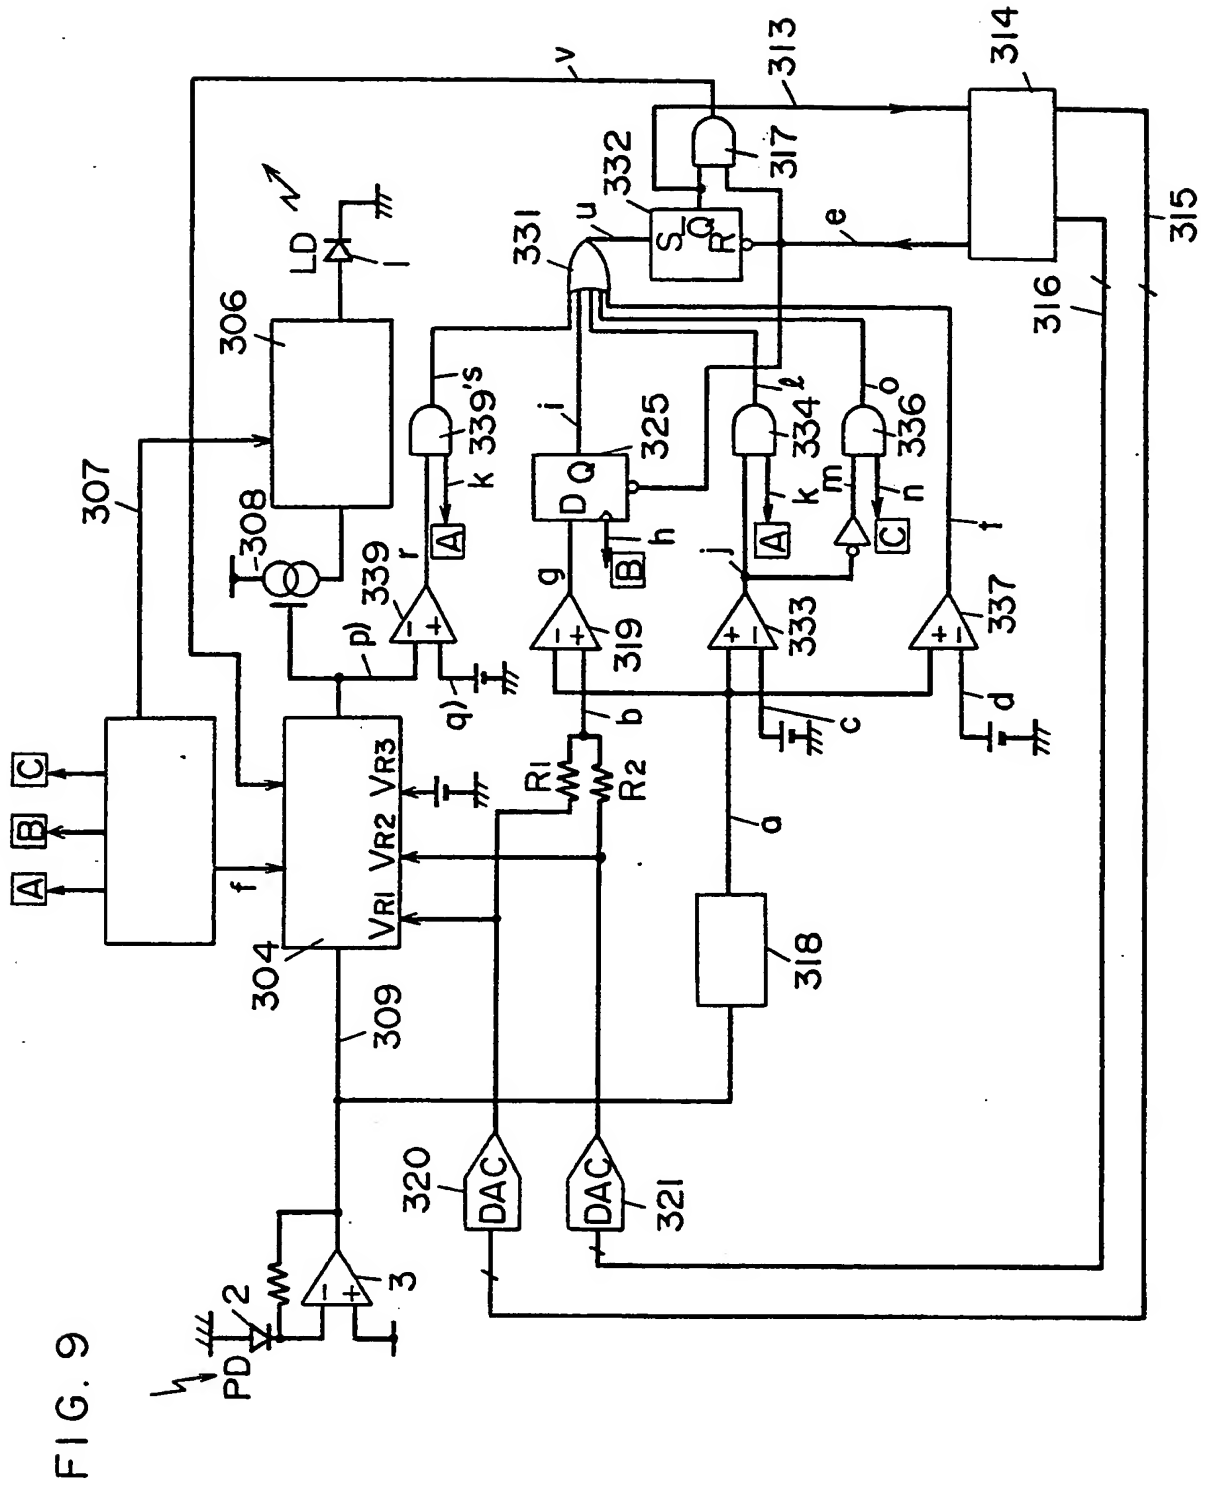 FIG. 9
PD
2
3
309
304
f
A
B
C
307
VR1
VR2
VR3
308
306
LD
1
p)
q)
339
r
A
k
339'
s
320
DAC
321
DAC
R1
R2
b
319
g
D
Q
325
B
h
i
331
u
S
Q
R
332
317
v
313
314
e
318
a
333
c
j
A
k
334
l
m
n
C
336
o
337
d
t
316
315